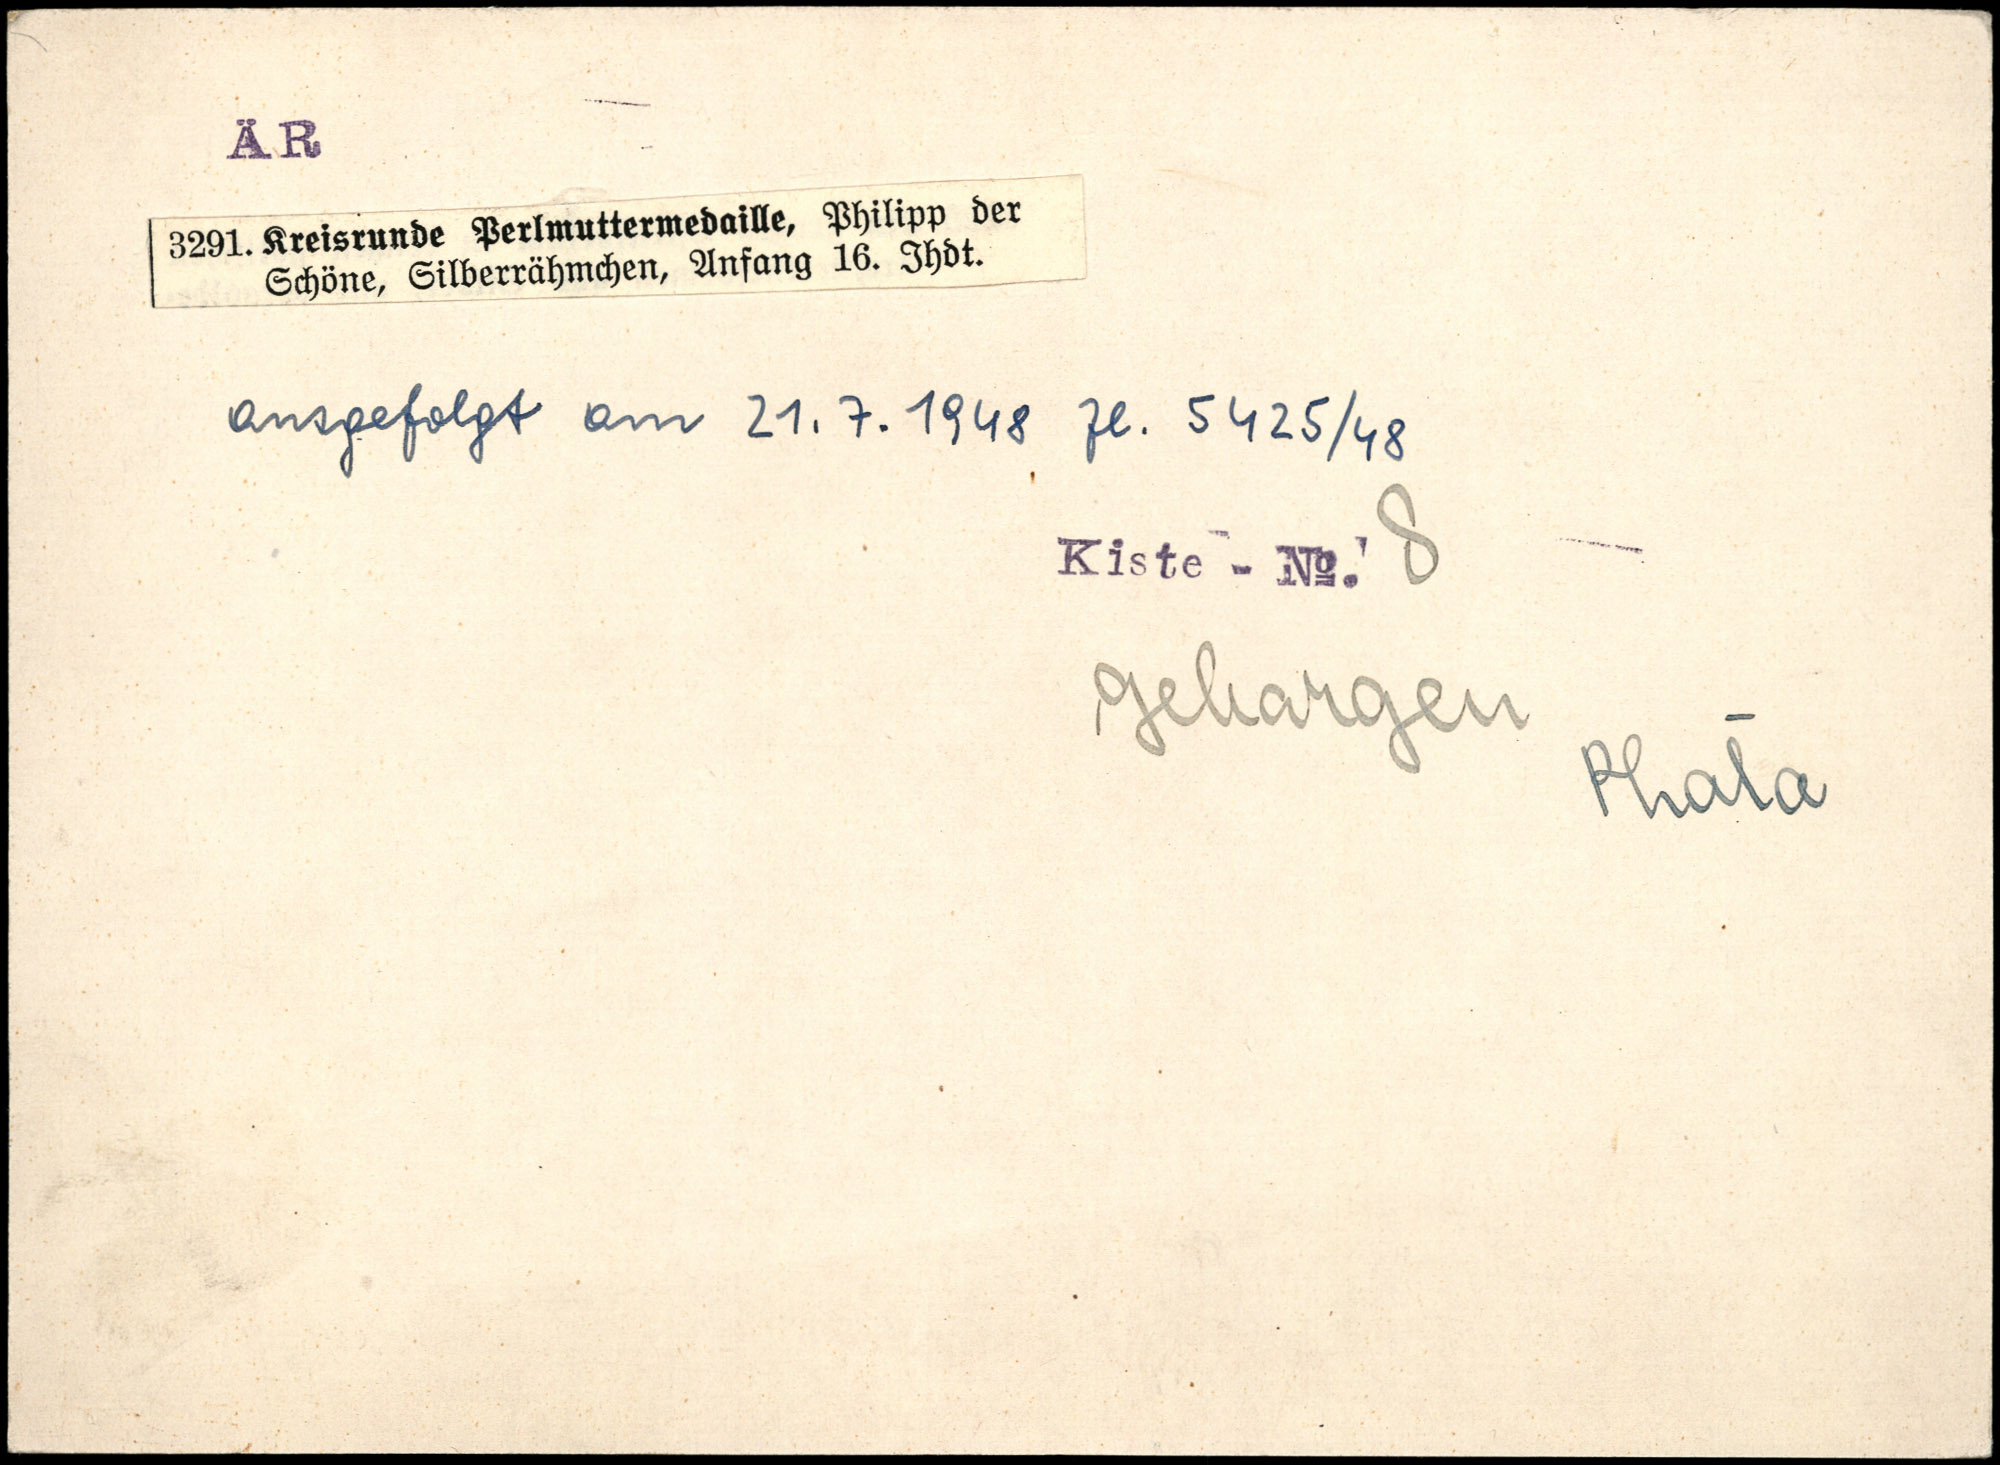 ÄR
3291. Kreisrunde Perlmuttermedaille, Philipp der
Schöne, Silberrähmchen, Anfang 16. Jhdt.
ausgefolgt am 21.7.1948 Zl. 5425/48
Kiste - No. 8
geborgen
Photo